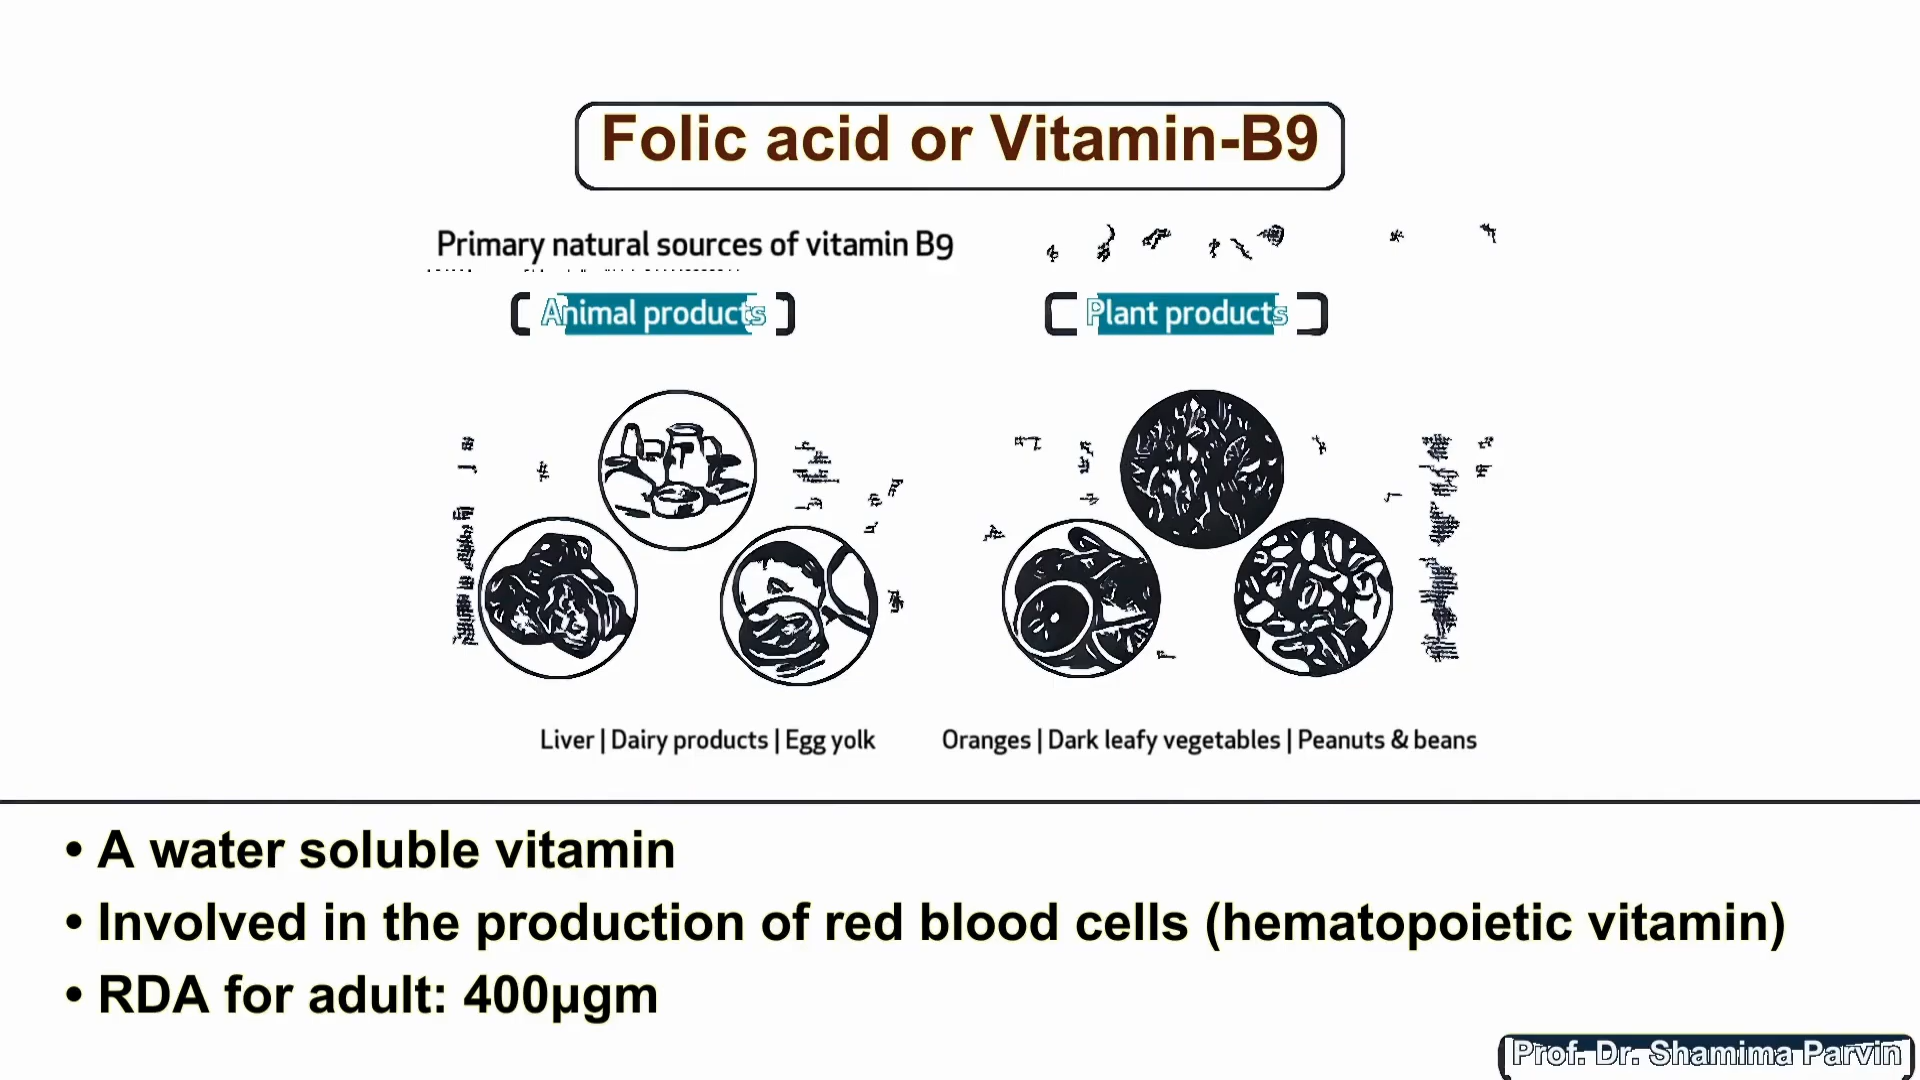 Folic acid or Vitamin-B9
Primary natural sources of vitamin B9
Animal products
Plant products
Liver | Dairy products | Egg yolk
Oranges | Dark leafy vegetables | Peanuts & beans
• A water soluble vitamin
• Involved in the production of red blood cells (hematopoietic vitamin)
• RDA for adult: 400µgm
Prof. Dr. Shamima Parvin